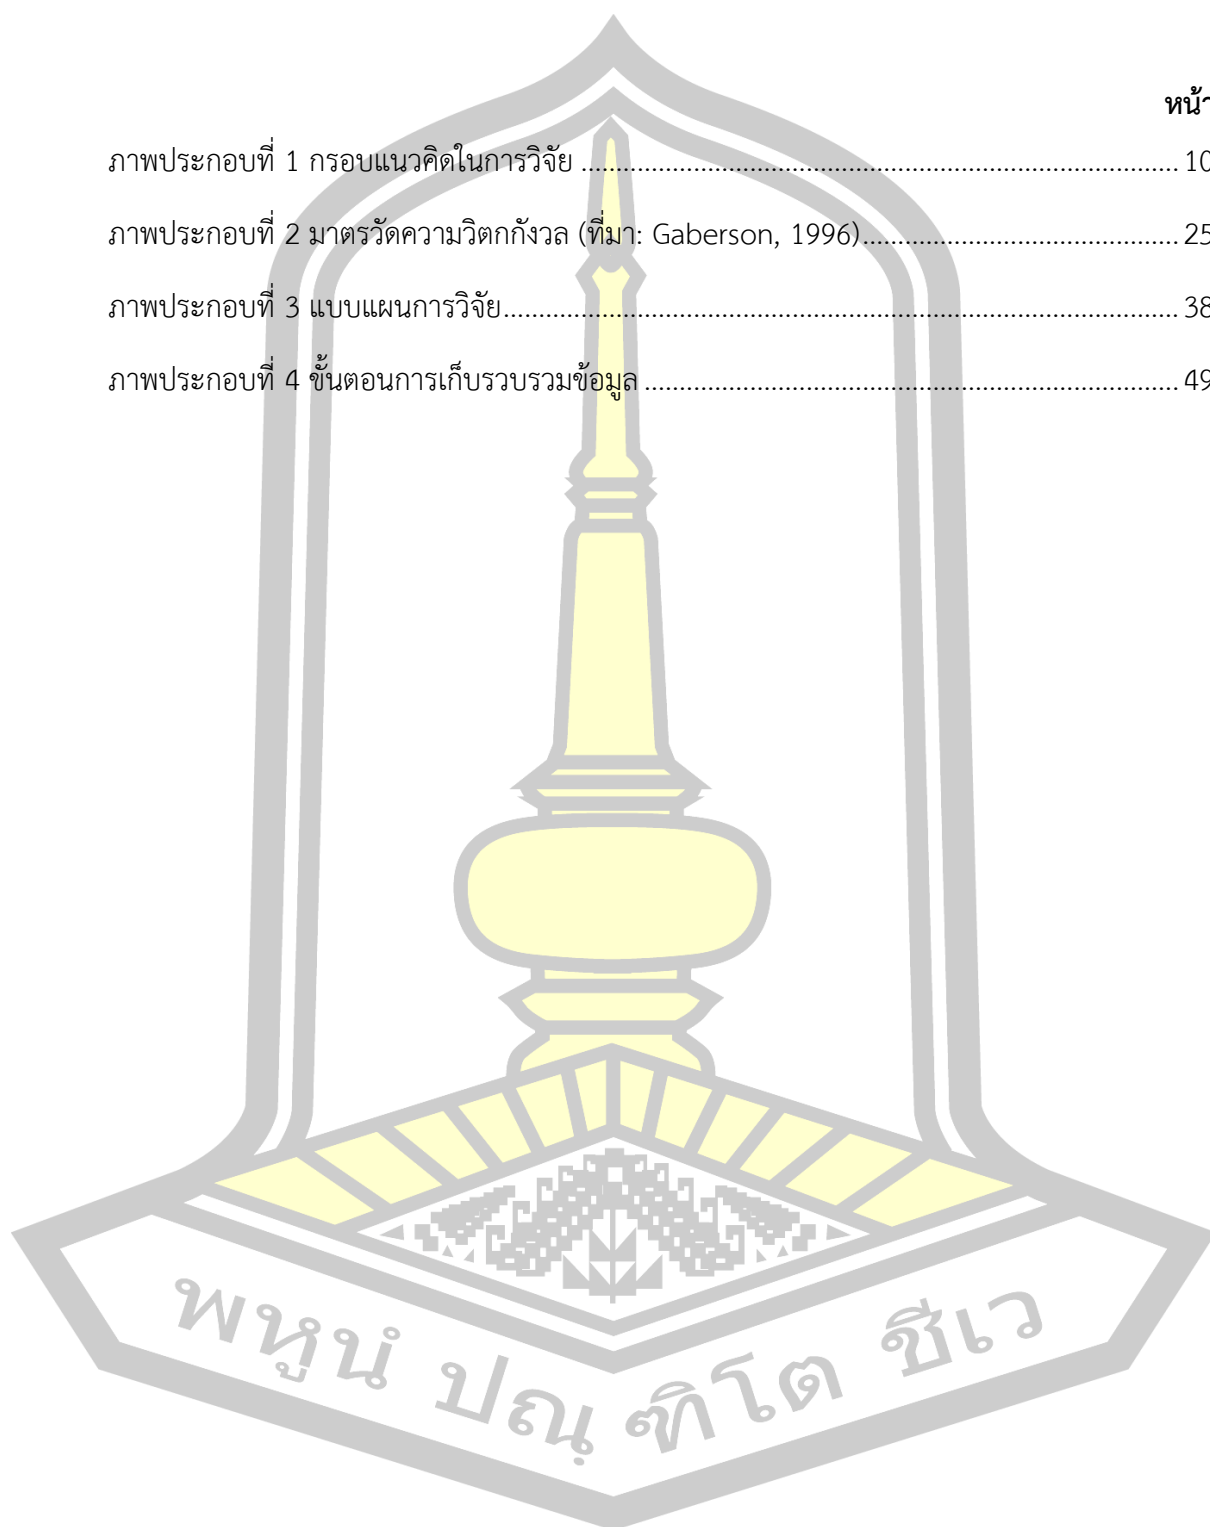 หน้า
ภาพประกอบที่ 1 กรอบแนวคิดในการวิจัย ........................................................................................ 10
ภาพประกอบที่ 2 มาตรวัดความวิตกกังวล (ที่มา: Gaberson, 1996)............................................... 25
ภาพประกอบที่ 3 แบบแผนการวิจัย.................................................................................................... 38
ภาพประกอบที่ 4 ขั้นตอนการเก็บรวบรวมข้อมูล ............................................................................... 49
พหูนํ ปณฺฑิโต ชีเว